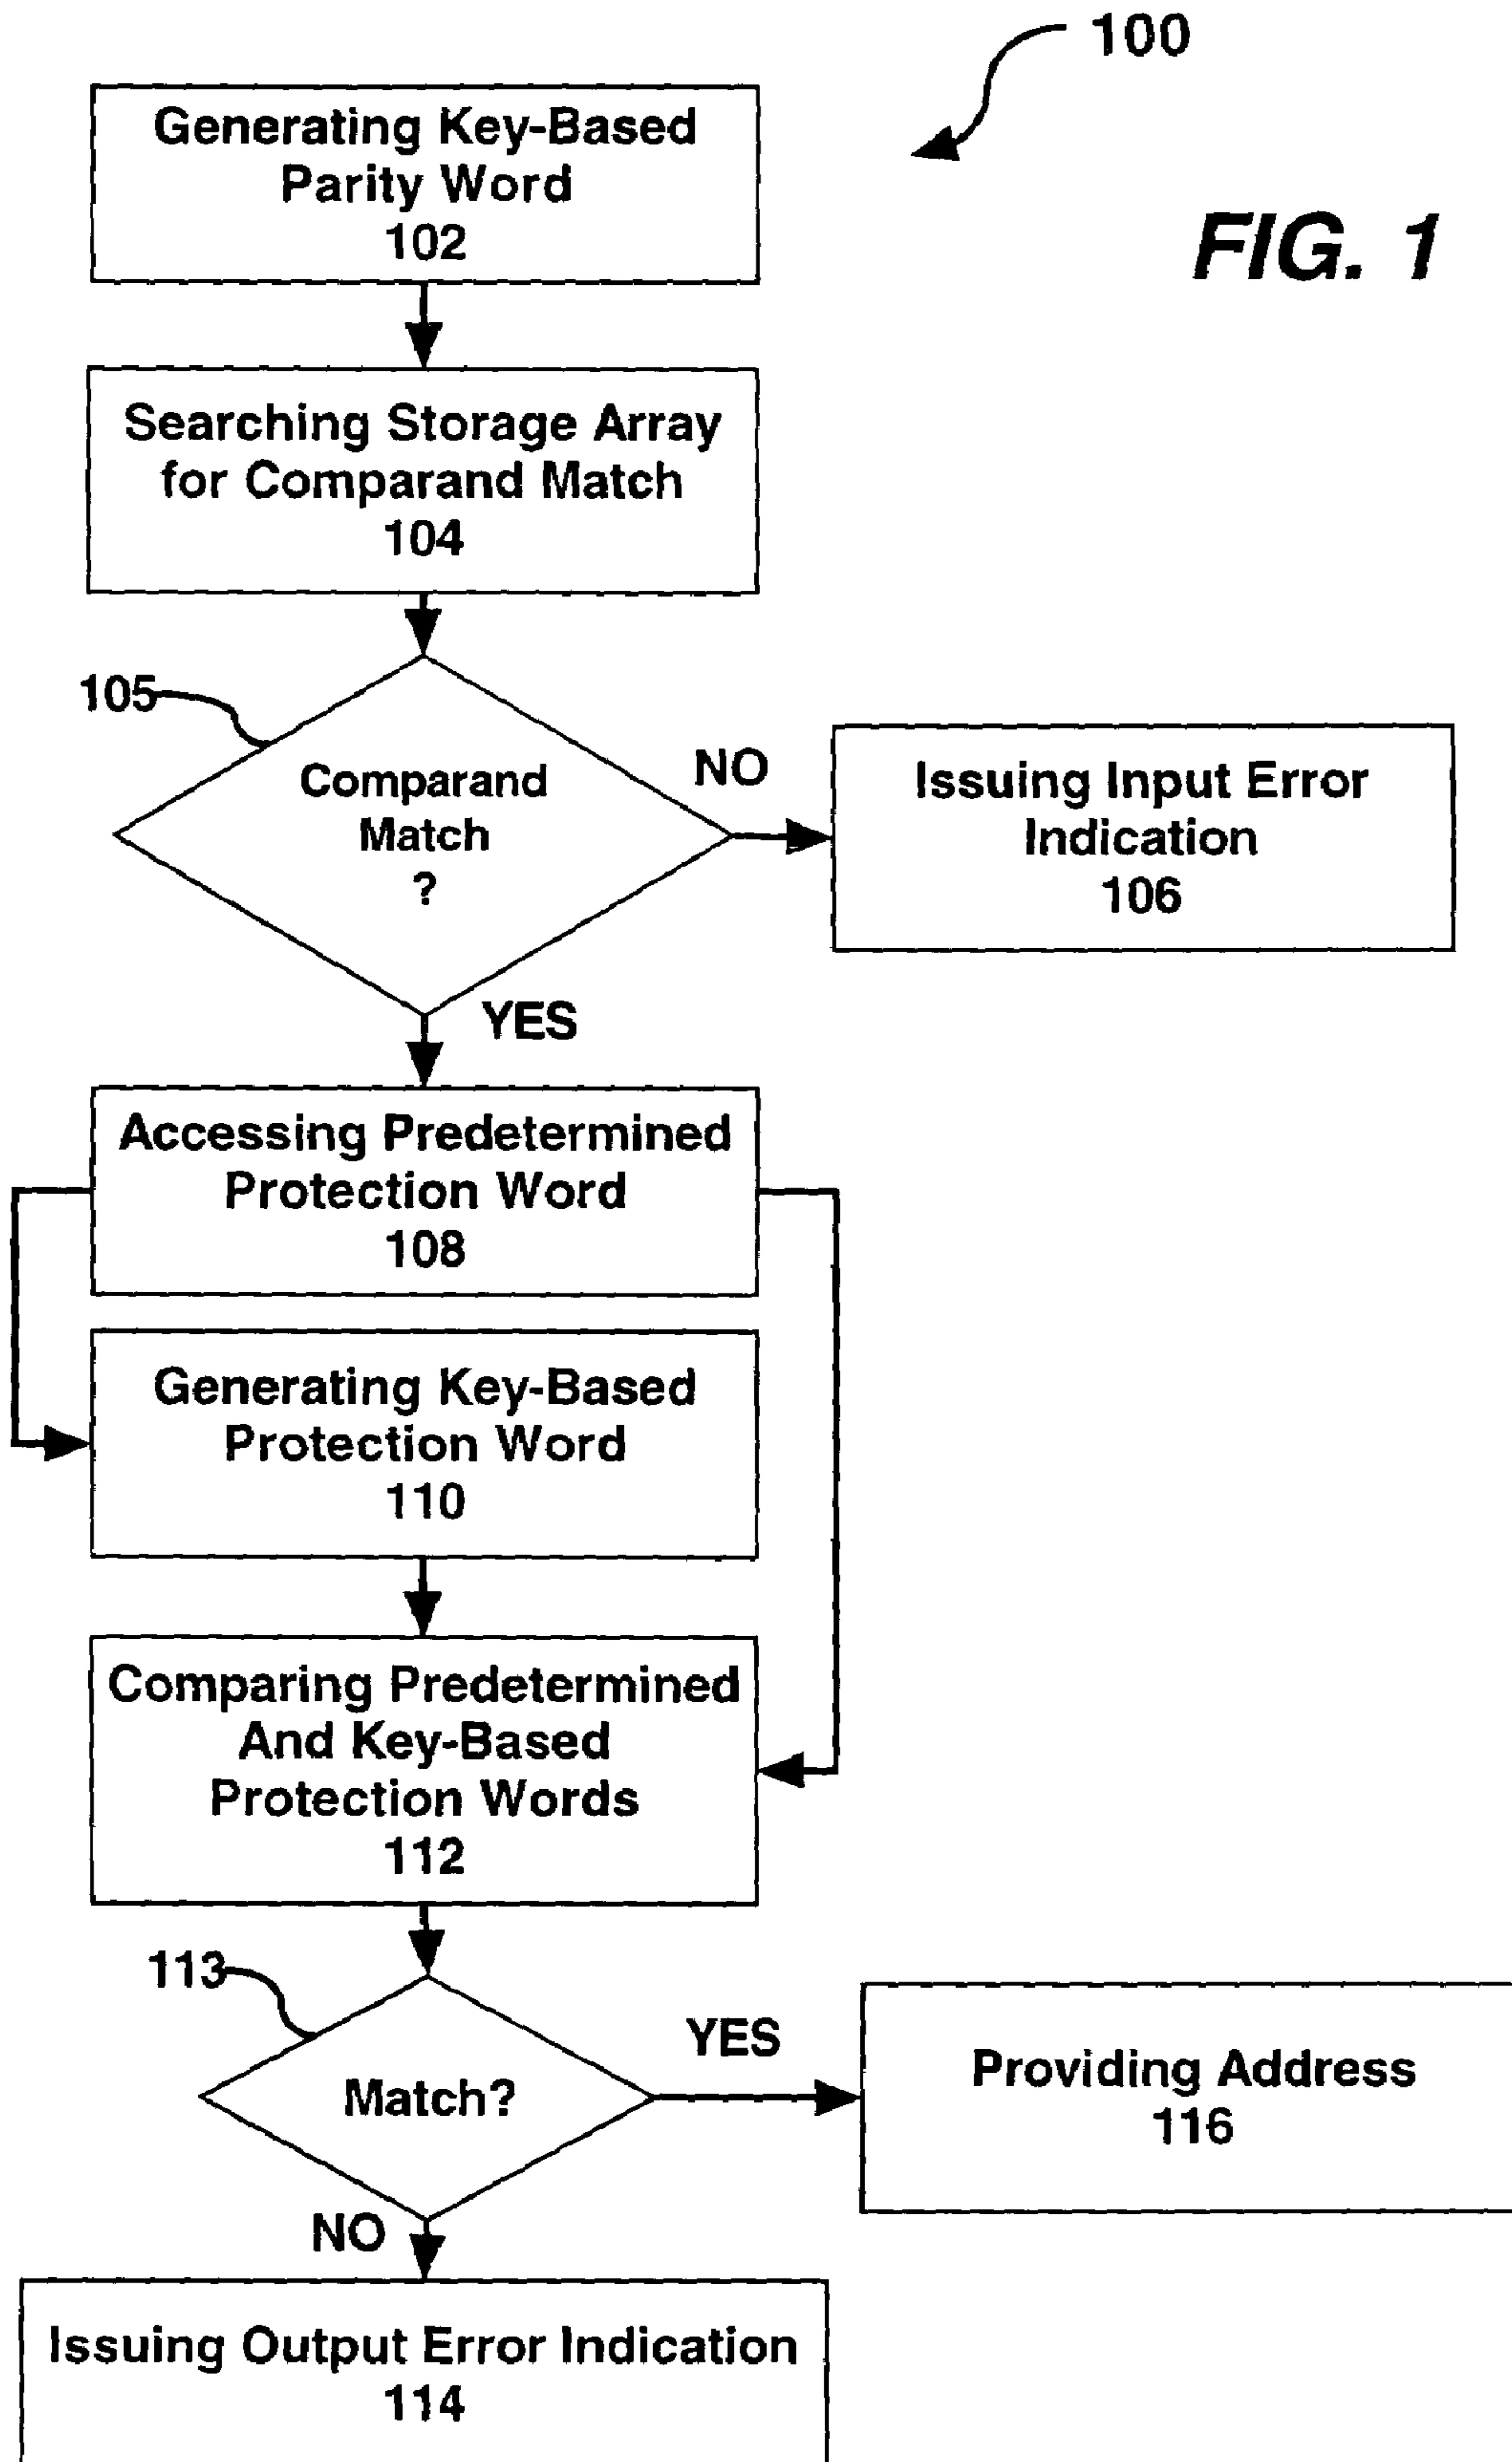 100
FIG. 1
Generating Key-Based
Parity Word
102
Searching Storage Array
for Comparand Match
104
105
Comparand
Match
?
NO
Issuing Input Error
Indication
106
YES
Accessing Predetermined
Protection Word
108
Generating Key-Based
Protection Word
110
Comparing Predetermined
And Key-Based
Protection Words
112
113
Match?
YES
Providing Address
116
NO
Issuing Output Error Indication
114